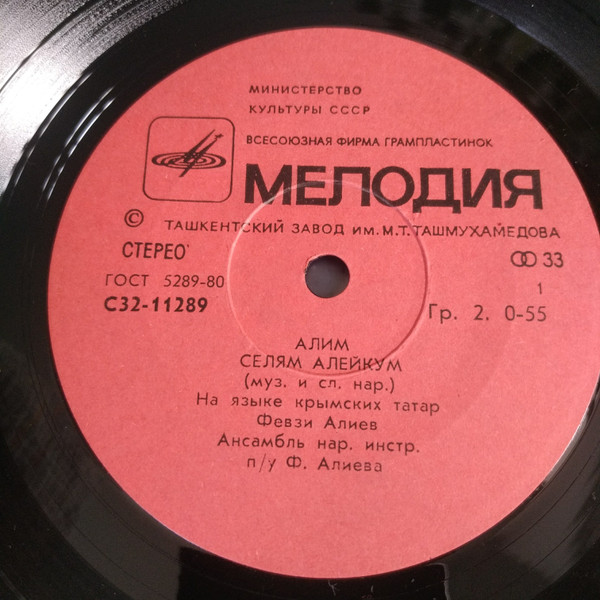 МИНИСТЕРСТВО
КУЛЬТУРЫ СССР
ВСЕСОЮЗНАЯ ФИРМА ГРАМПЛАСТИНОК
МЕЛОДИЯ
© ТАШКЕНТСКИЙ ЗАВОД ИМ. М.Т.ТАШМУХАМЕДОВА
СТЕРЕО
33
ГОСТ 5289-80
1
С32-11289
Гр. 2. 0-55
АЛИМ
СЕЛЯМ АЛЕЙКУМ
(муз. и сл. нар.)
На языке крымских татар
Февзи Алиев
Ансамбль нар. инстр.
п/у Ф. Алиева